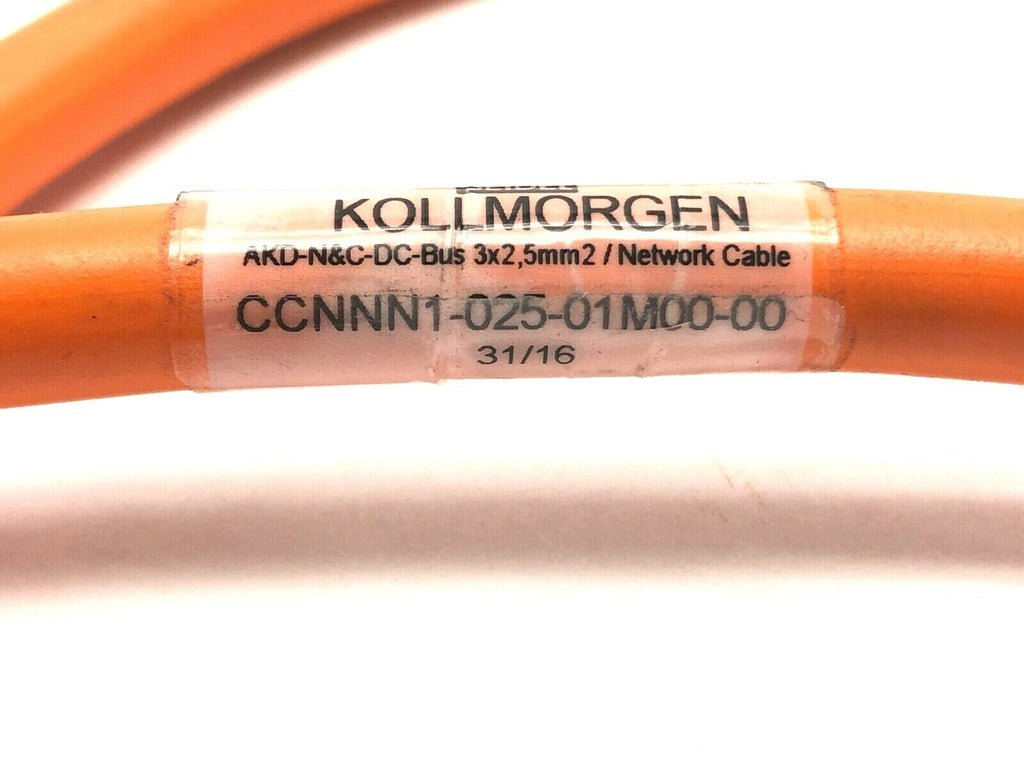 KOLLMORGEN
AKD-N&C-DC-Bus 3x2,5mm2 / Network Cable
CCNNN1-025-01M00-00
31/16